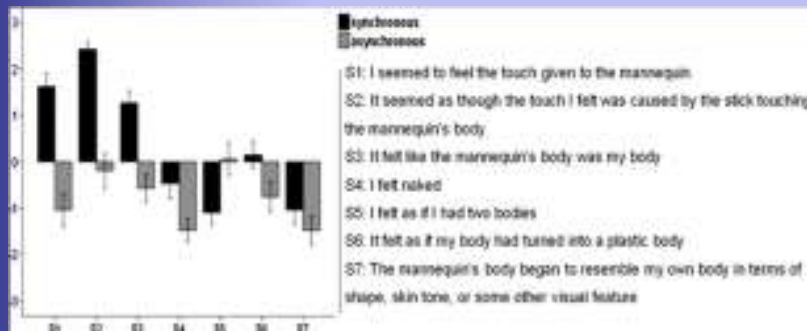 synchronous
asynchronous
S1: I seemed to feel the touch given to the mannequin
S2: It seemed as though the touch I felt was caused by the stick touching
the mannequin's body
S3: It felt like the mannequin's body was my body
S4: I felt naked
S5: I felt as if I had two bodies
S6: It felt as if my body had turned into a plastic body
S7: The mannequin's body began to resemble my own body in terms of
shape, skin tone, or some other visual feature
3
2
1
0
-1
-2
-3
S1 S2 S3 S4 S5 S6 S7